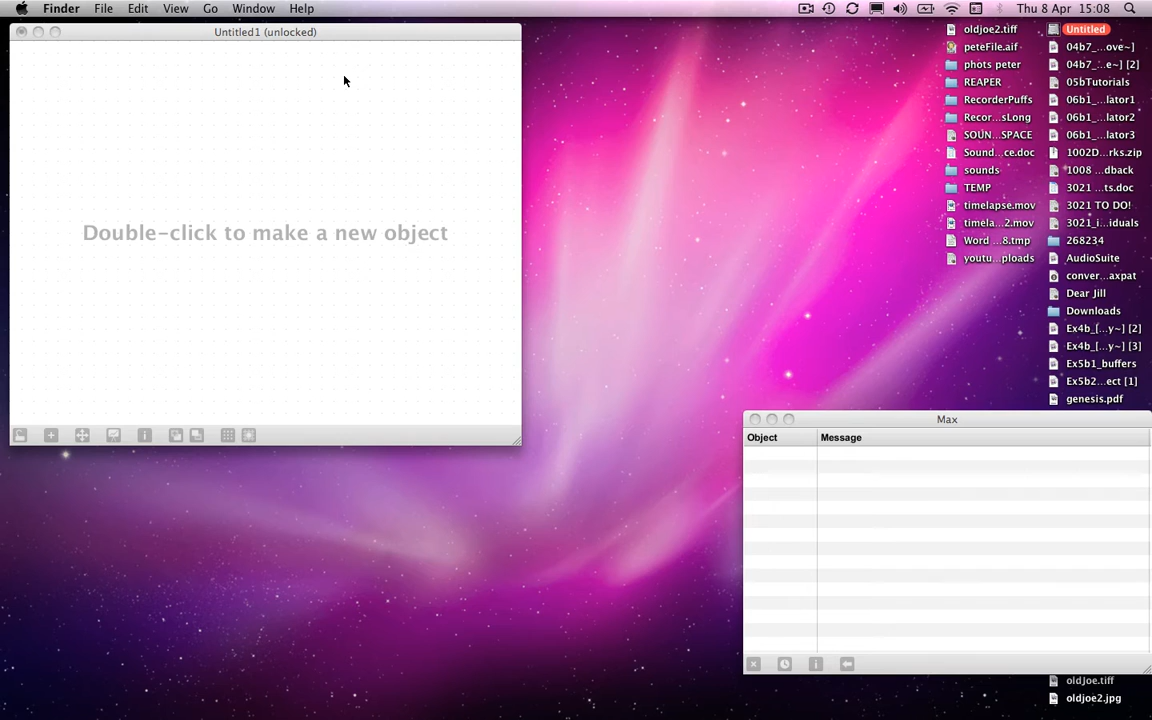 Finder File Edit View Go Window Help
Thu 8 Apr 15:08
Untitled1 (unlocked)
Double-click to make a new object
oldjoe2.tiff
peteFile.aif
phots peter
REAPER
RecorderPuffs
Recor...sLong
SOUN...SPACE
Sound...ce.doc
sounds
TEMP
timelapse.mov
timela...2.mov
Word ...8.tmp
youtu...ploads
Untitled
04b7_...ove~]
04b7_...e~] [2]
05bTutorials
06b1_...lator1
06b1_...lator2
06b1_...lator3
1002D...rks.zip
1008 ...dback
3021 ...ts.doc
3021 TO DO!
3021_i...iduals
268234
AudioSuite
conver...axpat
Dear Jill
Downloads
Ex4b_[...y~] [2]
Ex4b_[...y~] [3]
Ex5b1_buffers
Ex5b2...ect [1]
genesis.pdf
Max
Object Message
oldJoe.tiff
oldjoe2.jpg